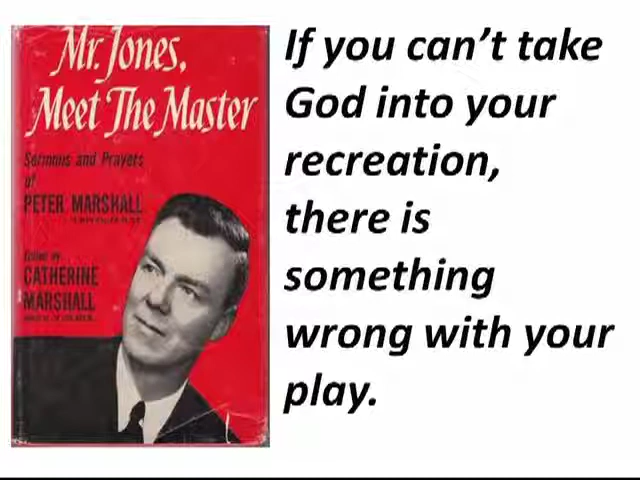 Mr. Jones,
Meet The Master
Sermons and Prayers
of
PETER MARSHALL
Edited by
CATHERINE
MARSHALL
If you can't take
God into your
recreation,
there is
something
wrong with your
play.